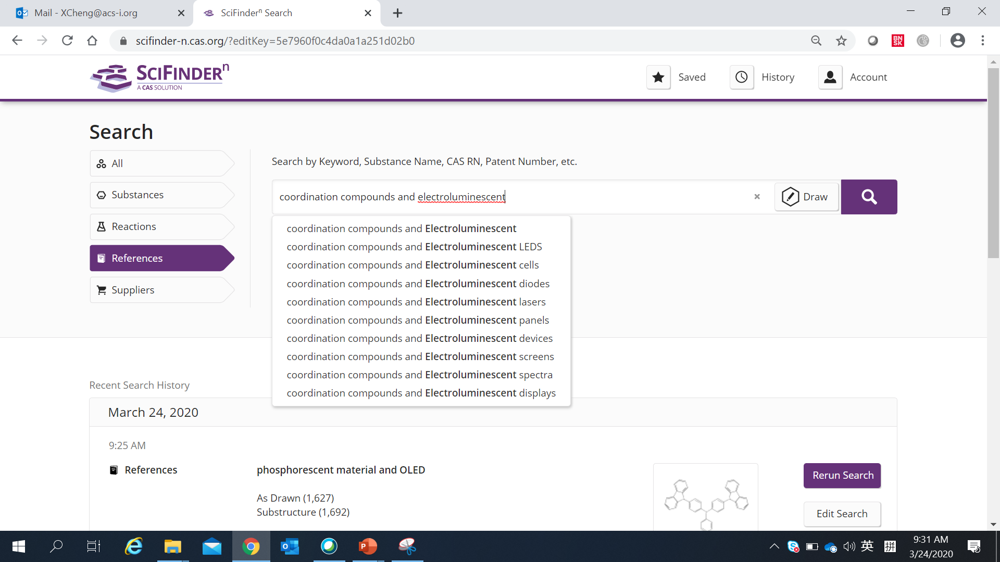 Mail - XCheng@acs-i.org
SciFinderⁿ Search
scifinder-n.cas.org/?editKey=5e7960f0c4da0a1a251d02b0
BN
SK
SCIFINDERⁿ
A CAS SOLUTION
Saved
History
Account
Search
All
Substances
Reactions
References
Suppliers
Search by Keyword, Substance Name, CAS RN, Patent Number, etc.
coordination compounds and electroluminescent
Draw
coordination compounds and Electroluminescent
coordination compounds and Electroluminescent LEDS
coordination compounds and Electroluminescent cells
coordination compounds and Electroluminescent diodes
coordination compounds and Electroluminescent lasers
coordination compounds and Electroluminescent panels
coordination compounds and Electroluminescent devices
coordination compounds and Electroluminescent screens
coordination compounds and Electroluminescent spectra
coordination compounds and Electroluminescent displays
Recent Search History
March 24, 2020
9:25 AM
References
phosphorescent material and OLED
As Drawn (1,627)
Substructure (1,692)
Rerun Search
Edit Search
英
拼
9:31 AM
3/24/2020